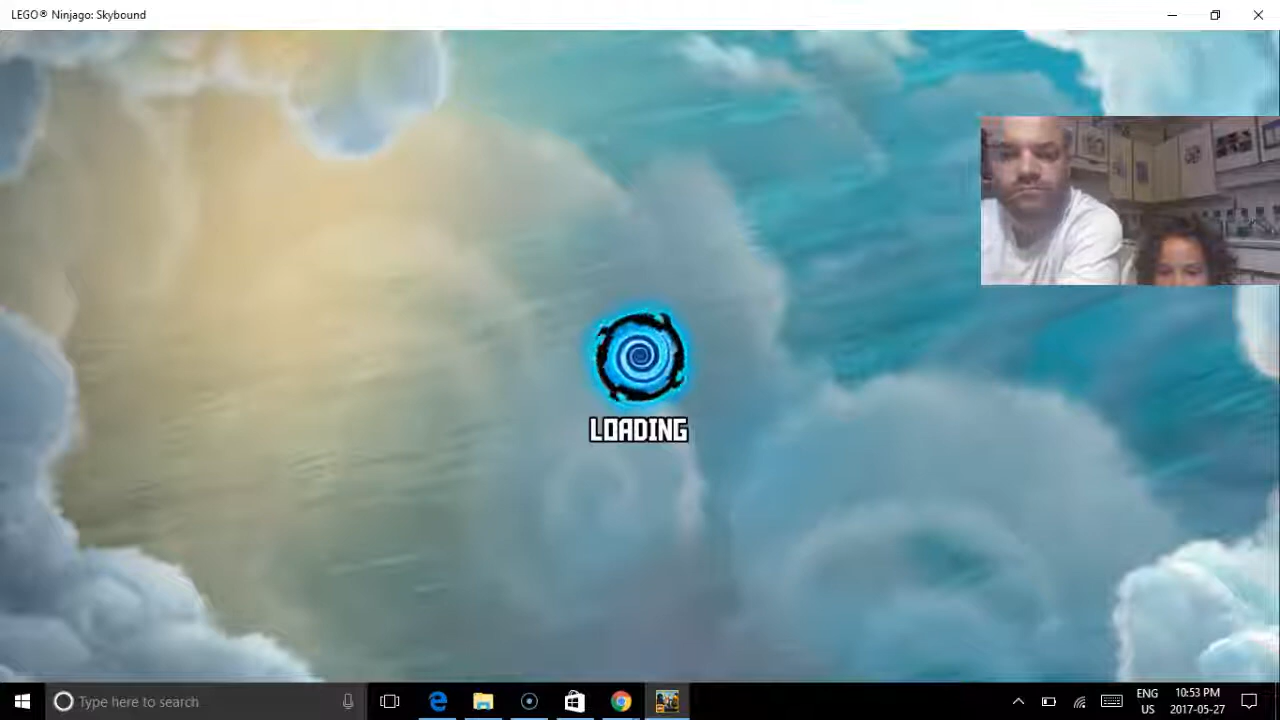 LEGO® Ninjago: Skybound
LOADING
Type here to search
ENG
US
10:53 PM
2017-05-27